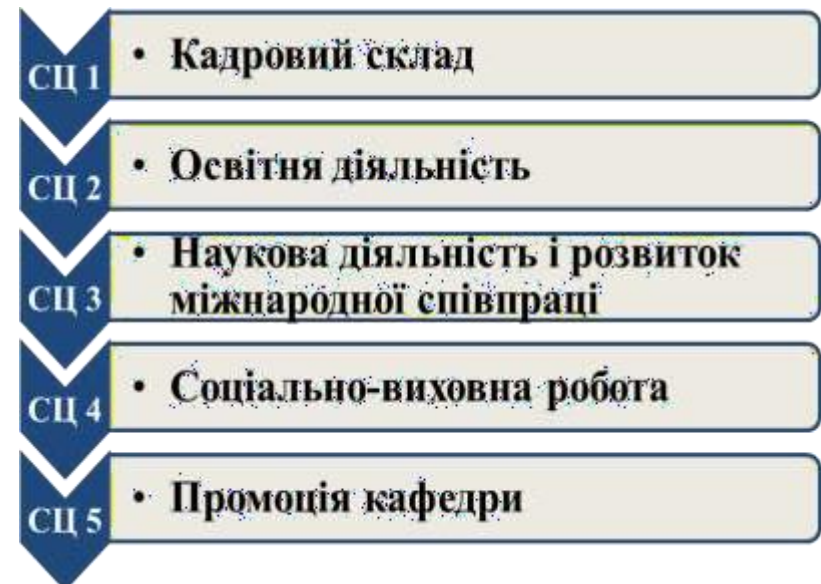 СЦ 1
• Кадровий склад
СЦ 2
• Освітня діяльність
СЦ 3
• Наукова діяльність і розвиток
міжнародної співпраці
СЦ 4
• Соціально-виховна робота
СЦ 5
• Промоція кафедри